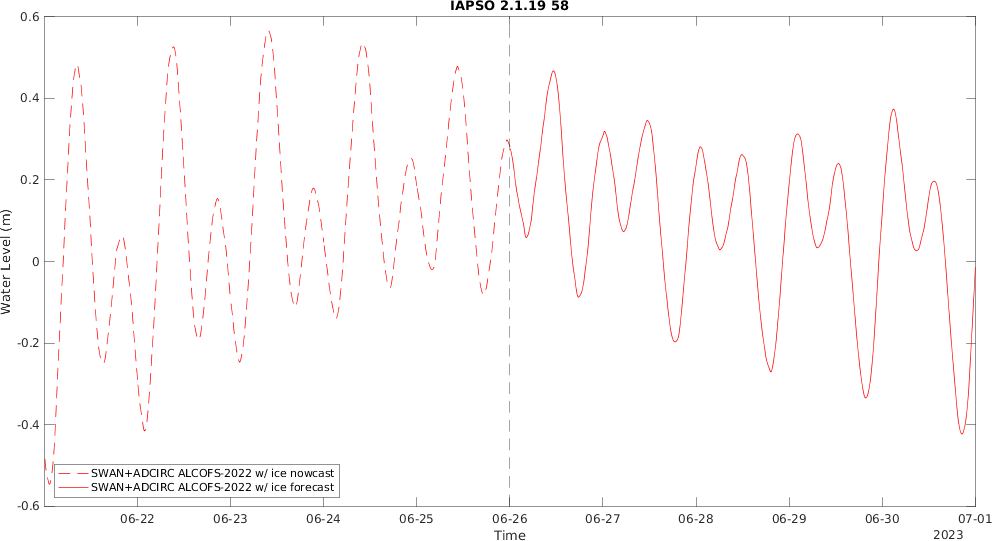 IAPSO 2.1.19 58
0.6
0.4
0.2
0
-0.2
-0.4
-0.6
Water Level (m)
SWAN+ADCIRC ALCOFS-2022 w/ ice nowcast
SWAN+ADCIRC ALCOFS-2022 w/ ice forecast
06-22 06-23 06-24 06-25 06-26 06-27 06-28 06-29 06-30 07-01
Time
2023